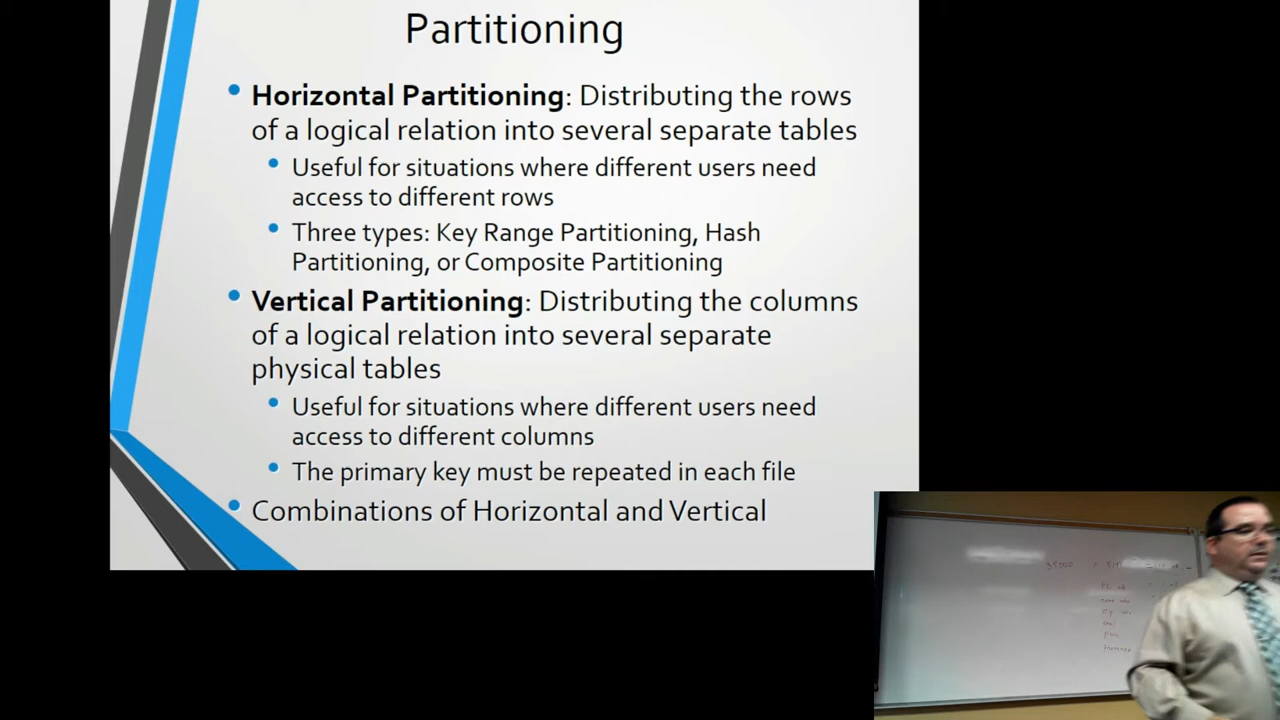 Partitioning
• Horizontal Partitioning: Distributing the rows
of a logical relation into several separate tables
• Useful for situations where different users need
access to different rows
• Three types: Key Range Partitioning, Hash
Partitioning, or Composite Partitioning
• Vertical Partitioning: Distributing the columns
of a logical relation into several separate
physical tables
• Useful for situations where different users need
access to different columns
• The primary key must be repeated in each file
• Combinations of Horizontal and Vertical
35000